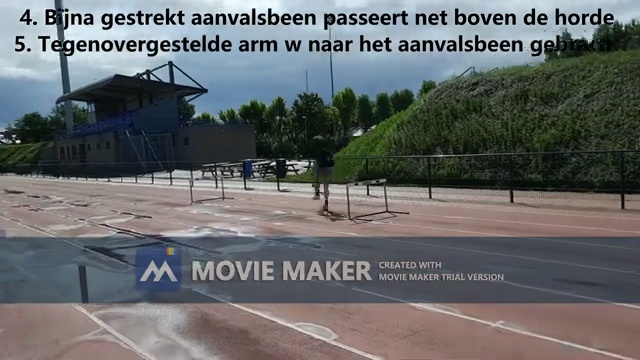 4. Bijna gestrekt aanvalsbeen passeert net boven de horde
5. Tegenovergestelde arm w naar het aanvalsbeen gebracht
MOVIE MAKER
CREATED WITH
MOVIE MAKER TRIAL VERSION